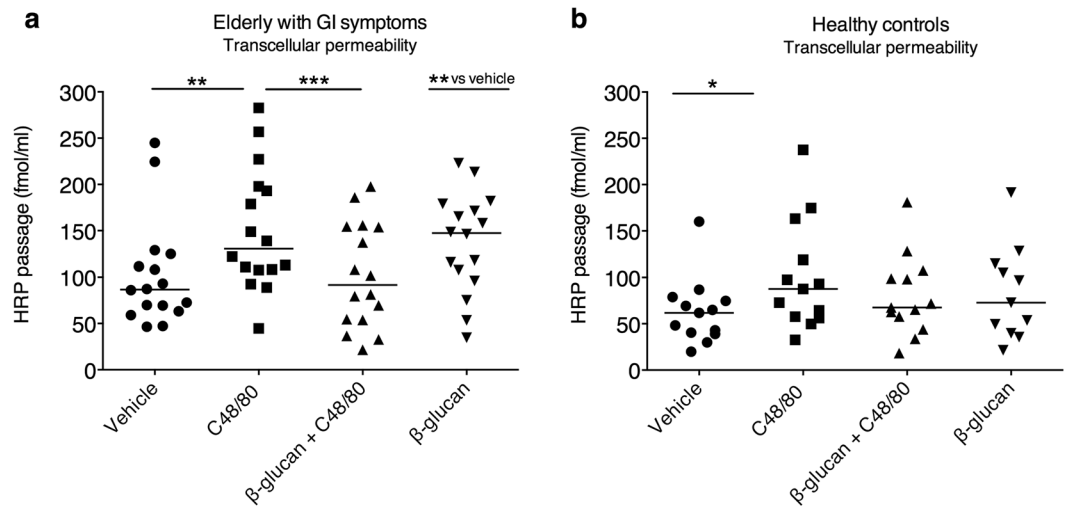 a
Elderly with GI symptoms
Transcellular permeability
**
***
** vs vehicle
HRP passage (fmol/ml)
300
250
200
150
100
50
0
Vehicle
C48/80
β-glucan + C48/80
β-glucan
b
Healthy controls
Transcellular permeability
*
HRP passage (fmol/ml)
300
250
200
150
100
50
0
Vehicle
C48/80
β-glucan + C48/80
β-glucan